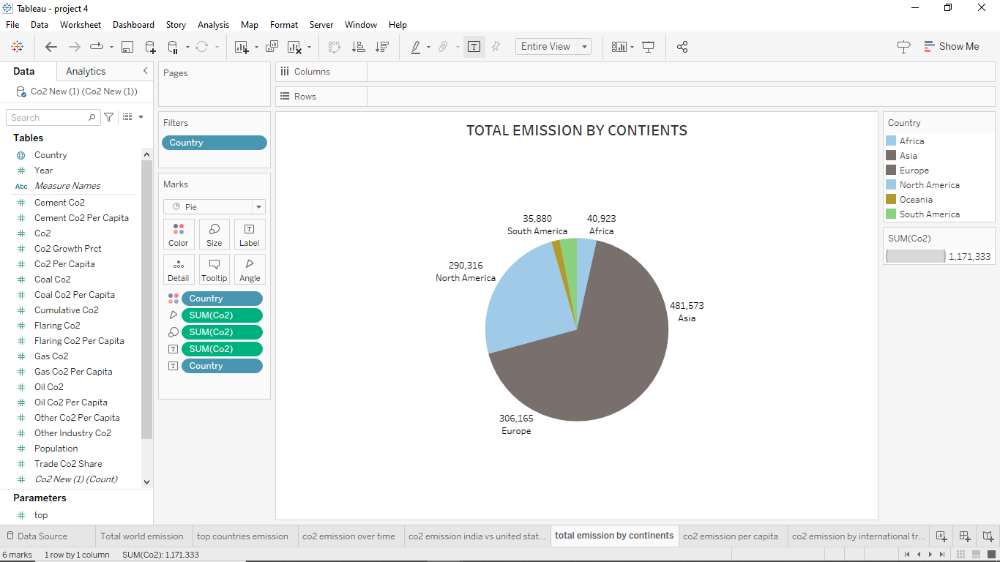 Tableau - project 4
File Data Worksheet Dashboard Story Analysis Map Format Server Window Help
Entire View
Show Me
Data Analytics
Co2 New (1) (Co2 New (1))
Search
Tables
Country
Year
Abc Measure Names
Cement Co2
Cement Co2 Per Capita
Co2
Co2 Growth Prct
Co2 Per Capita
Coal Co2
Coal Co2 Per Capita
Cumulative Co2
Flaring Co2
Flaring Co2 Per Capita
Gas Co2
Gas Co2 Per Capita
Oil Co2
Oil Co2 Per Capita
Other Co2 Per Capita
Other Industry Co2
Population
Trade Co2 Share
Co2 New (1) (Count)
Parameters
top
Pages
Filters
Country
Marks
Pie
Color Size Label
Detail Tooltip Angle
Country
SUM(Co2)
SUM(Co2)
SUM(Co2)
Country
Columns
Rows
TOTAL EMISSION BY CONTIENTS
35,880
South America
40,923
Africa
290,316
North America
481,573
Asia
306,165
Europe
Country
Africa
Asia
Europe
North America
Oceania
South America
SUM(Co2)
1,171,333
Data Source Total world emission top countries emission co2 emission over time co2 emission india vs united stat... total emission by continents co2 emission per capita co2 emission by international tr...
6 marks 1 row by 1 column SUM(Co2): 1,171,333